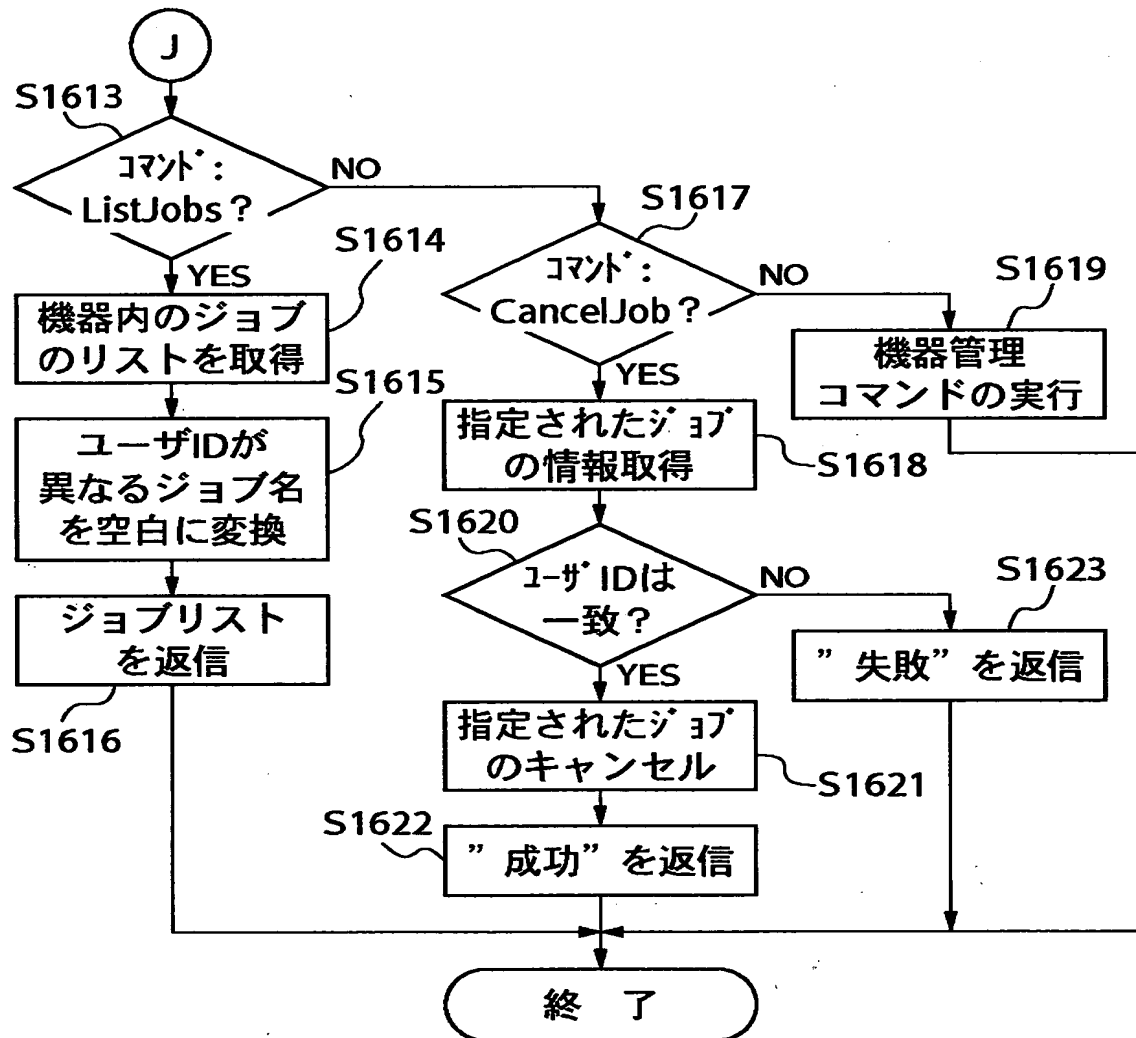 J
S1613
コマンド:
ListJobs?
NO
YES
S1614
機器内のジョブ
のリストを取得
S1615
ユーザIDが
異なるジョブ名
を空白に変換
ジョブリスト
を返信
S1616
S1617
コマンド:
CancelJob?
NO
YES
S1619
機器管理
コマンドの実行
指定されたジョブ
の情報取得
S1618
S1620
ユーザIDは
一致?
NO
YES
S1623
”失敗”を返信
指定されたジョブ
のキャンセル
S1621
S1622
”成功”を返信
終 了